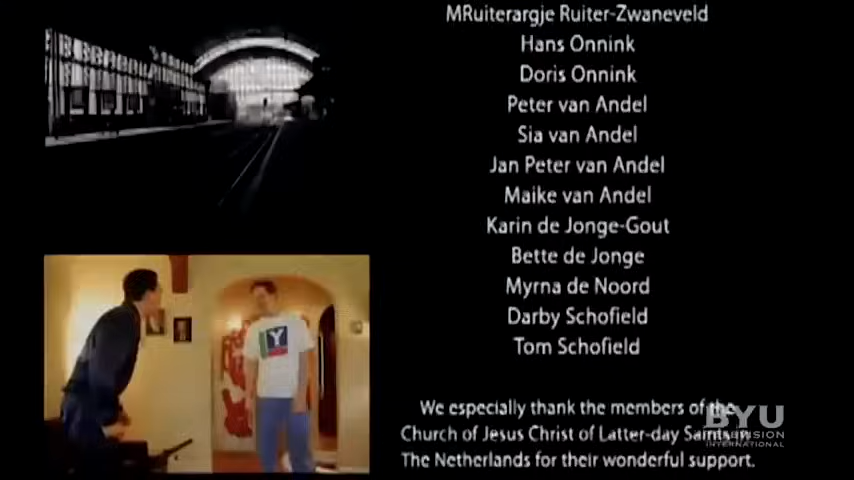 MRuiterargje Ruiter-Zwaneveld
Hans Onnink
Doris Onnink
Peter van Andel
Sia van Andel
Jan Peter van Andel
Maike van Andel
Karin de Jonge-Gout
Bette de Jonge
Myrna de Noord
Darby Schofield
Tom Schofield
We especially thank the members of the
Church of Jesus Christ of Latter-day Saints in
The Netherlands for their wonderful support.
BYU
TELEVISION
INTERNATIONAL
Y